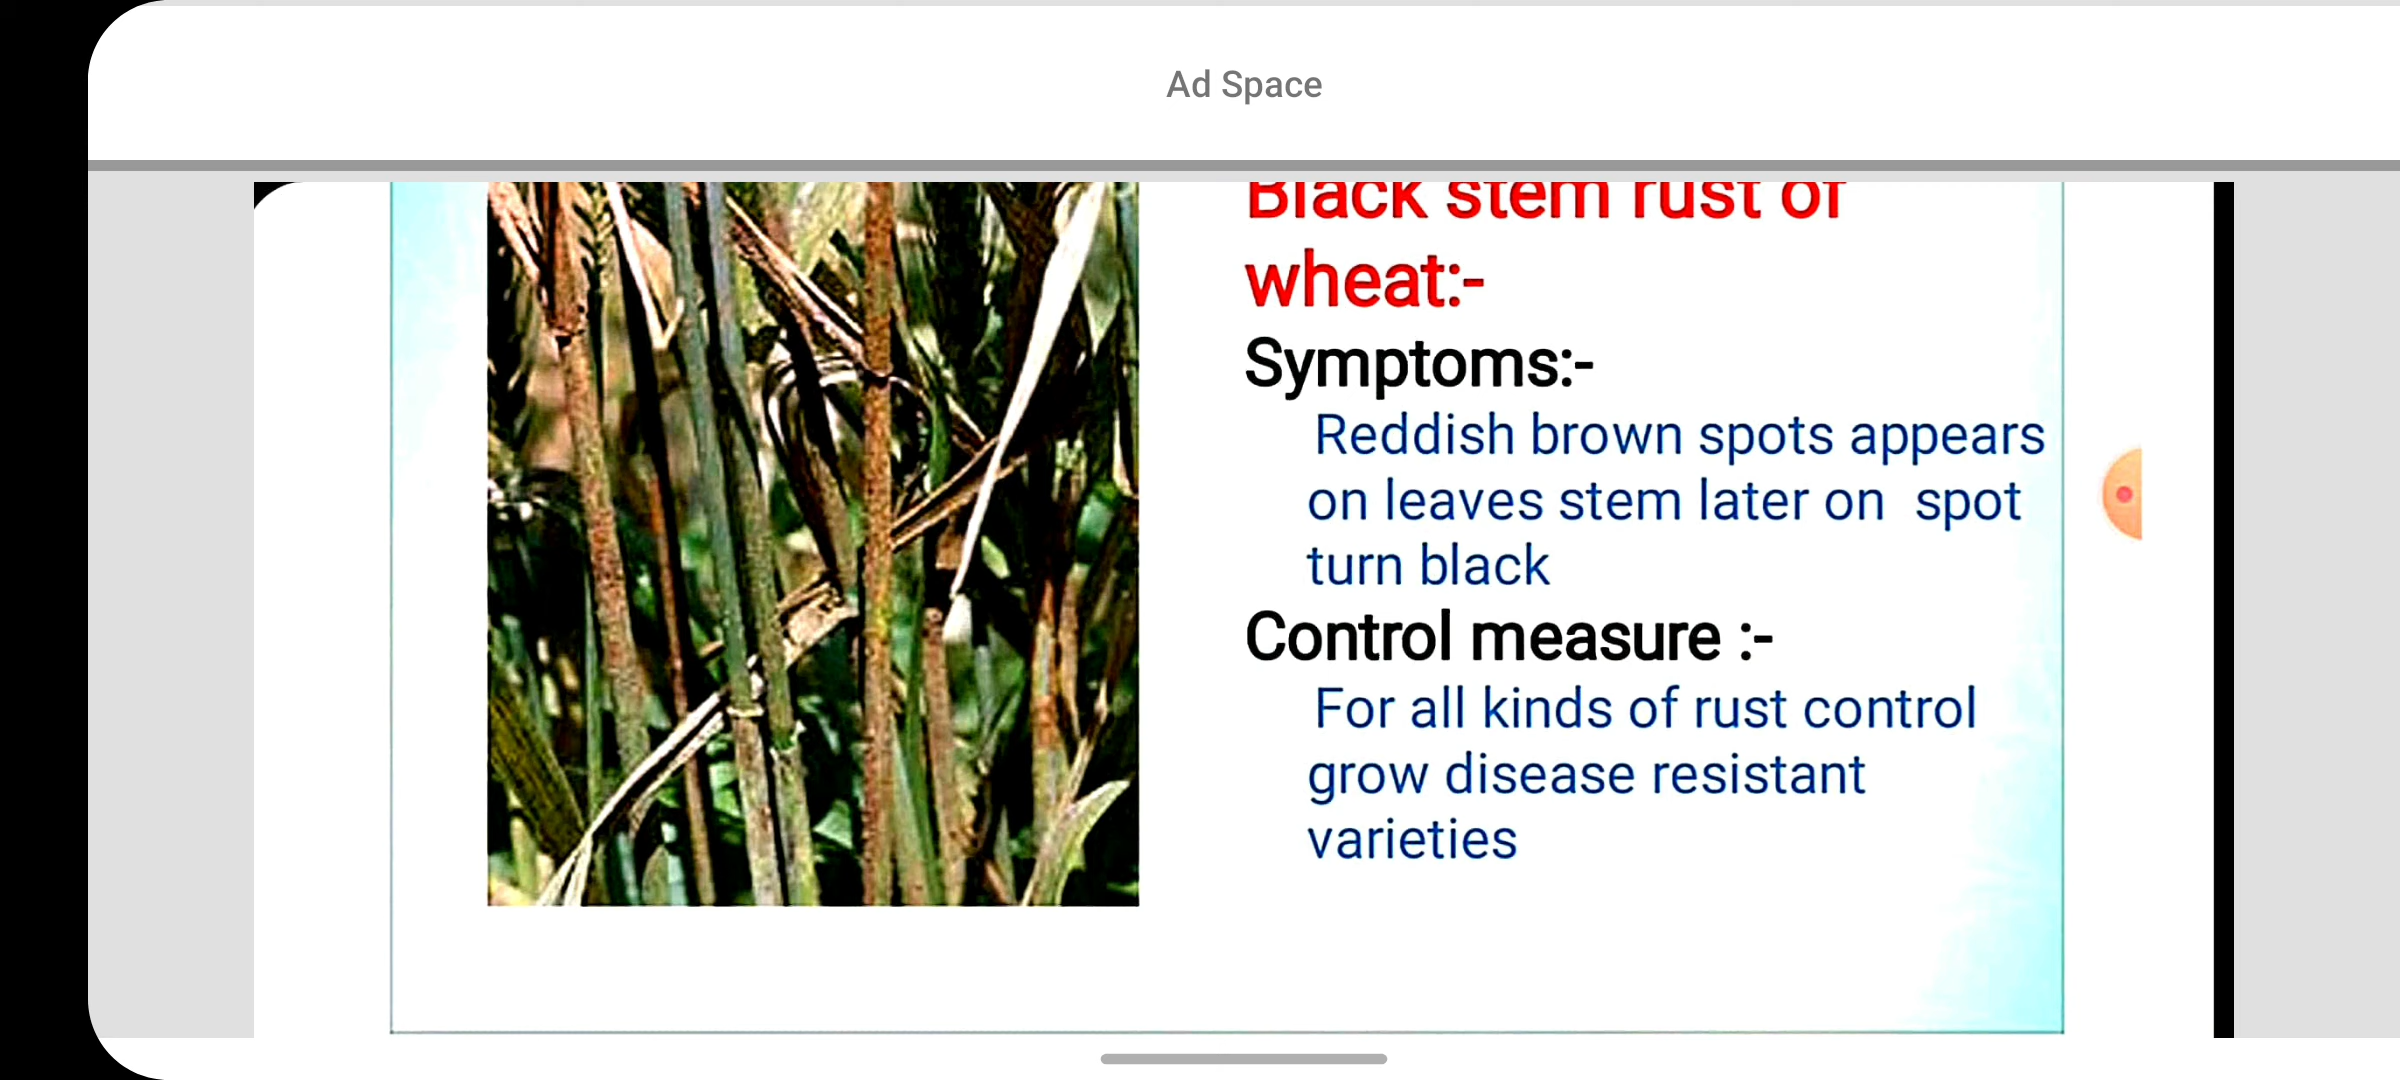 Ad Space
Black stem rust of
wheat:-
Symptoms:-
Reddish brown spots appears
on leaves stem later on  spot
turn black
Control measure :-
For all kinds of rust control
grow disease resistant
varieties